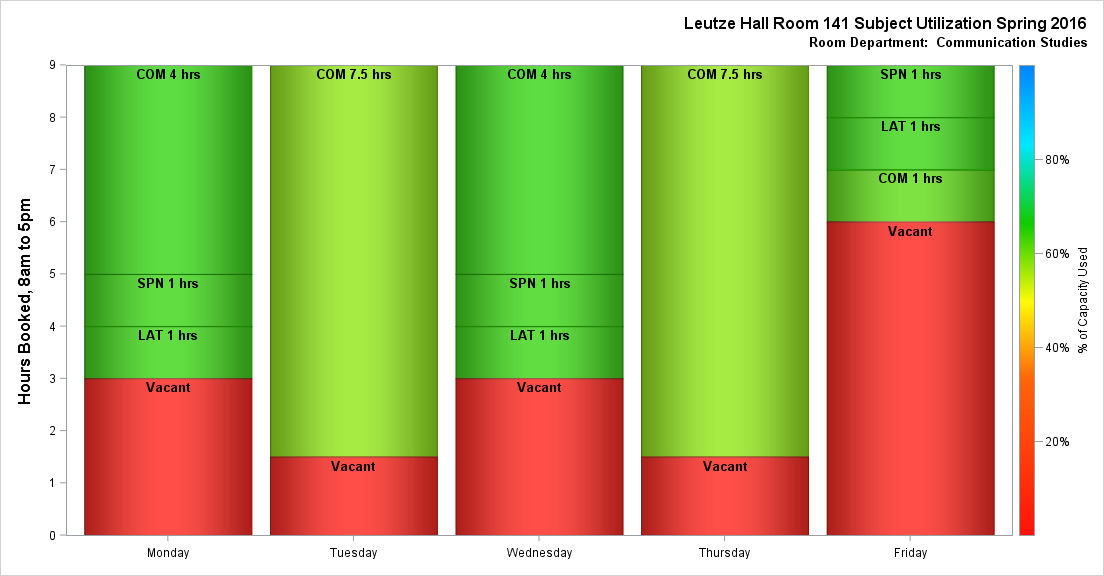 Leutze Hall Room 141 Subject Utilization Spring 2016
Room Department:  Communication Studies
Hours Booked, 8am to 5pm
9
8
7
6
5
4
3
2
1
0
COM 4 hrs
SPN 1 hrs
LAT 1 hrs
Vacant
COM 7.5 hrs
Vacant
COM 4 hrs
SPN 1 hrs
LAT 1 hrs
Vacant
COM 7.5 hrs
Vacant
SPN 1 hrs
LAT 1 hrs
COM 1 hrs
Vacant
Monday
Tuesday
Wednesday
Thursday
Friday
80%
60%
40%
20%
% of Capacity Used